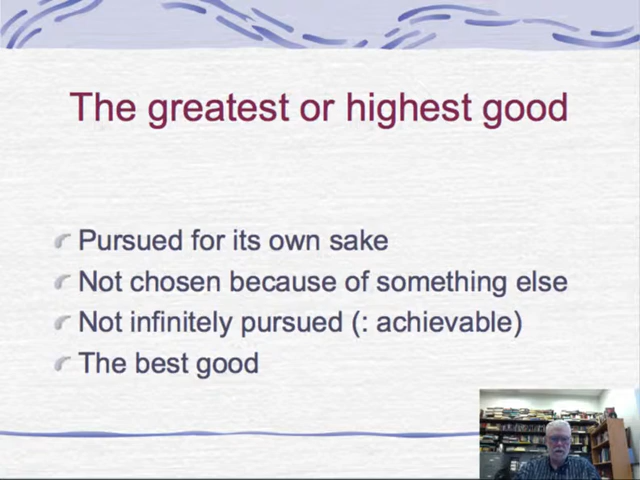 The greatest or highest good
Pursued for its own sake
Not chosen because of something else
Not infinitely pursued (: achievable)
The best good